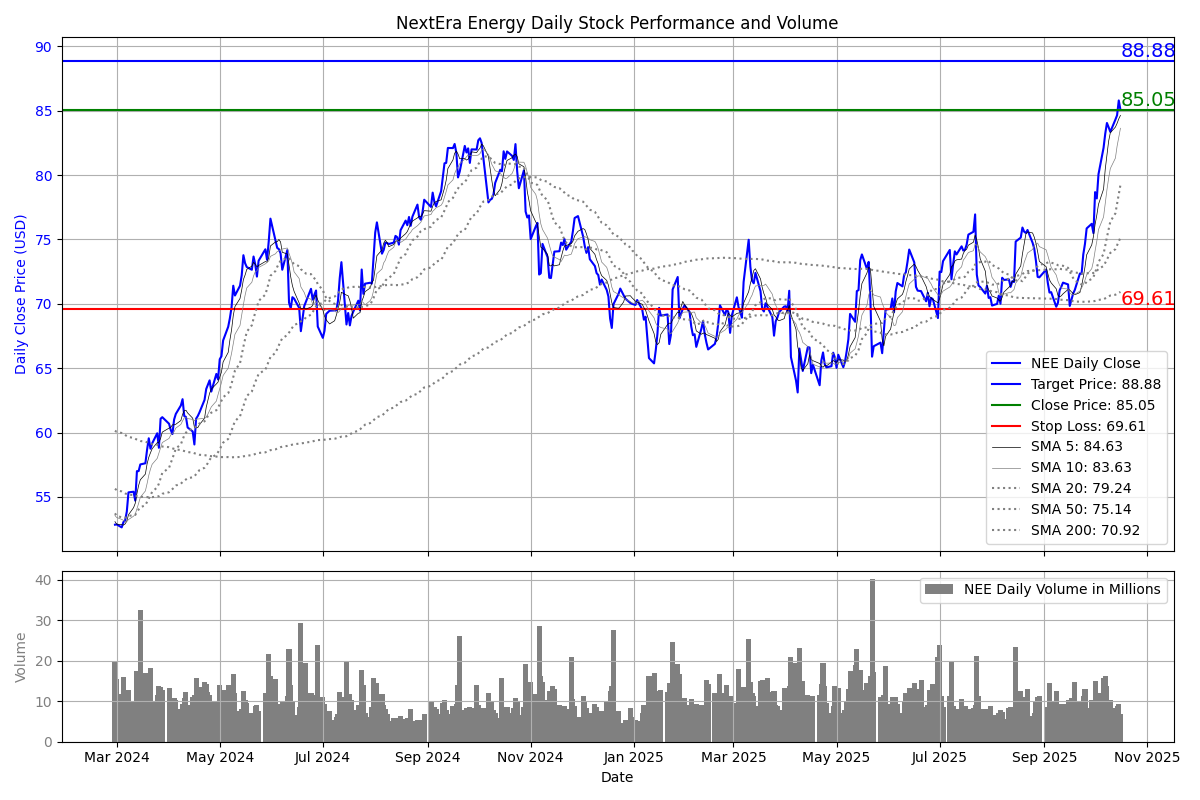 NextEra Energy Daily Stock Performance and Volume
90
85
80
75
70
65
60
55
Daily Close Price (USD)
88.88
85.05
69.61
NEE Daily Close
Target Price: 88.88
Close Price: 85.05
Stop Loss: 69.61
SMA 5: 84.63
SMA 10: 83.63
SMA 20: 79.24
SMA 50: 75.14
SMA 200: 70.92
40
30
20
10
0
Volume
NEE Daily Volume in Millions
Mar 2024
May 2024
Jul 2024
Sep 2024
Nov 2024
Jan 2025
Mar 2025
May 2025
Jul 2025
Sep 2025
Nov 2025
Date